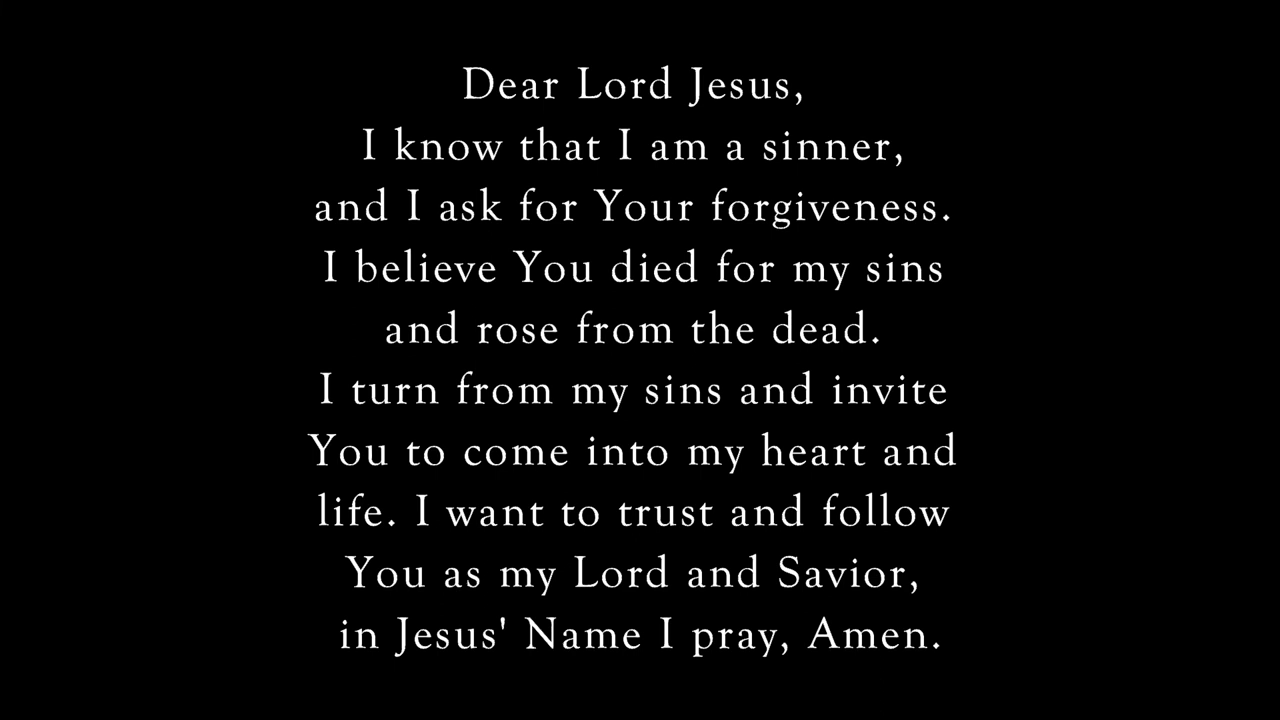 Dear Lord Jesus,
I know that I am a sinner,
and I ask for Your forgiveness.
I believe You died for my sins
and rose from the dead.
I turn from my sins and invite
You to come into my heart and
life. I want to trust and follow
You as my Lord and Savior,
in Jesus' Name I pray, Amen.